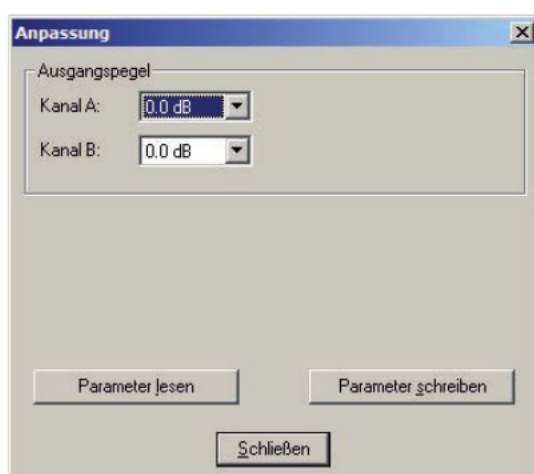 Anpassung
Ausgangspegel
Kanal A: 0.0 dB
Kanal B: 0.0 dB
Parameter lesen Parameter schreiben
Schließen